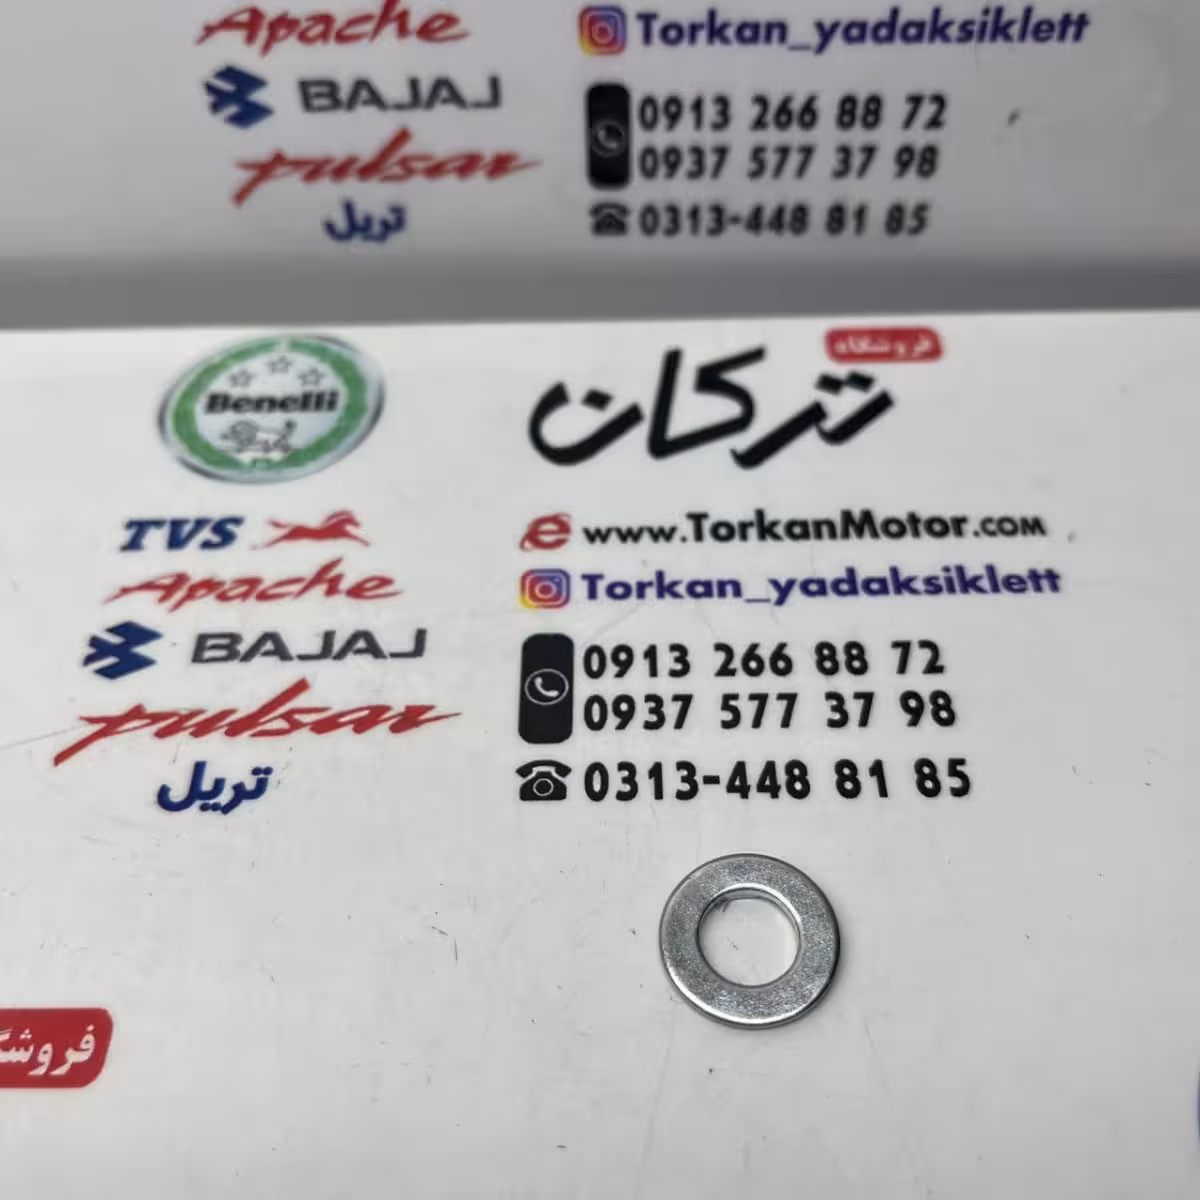 Apache
Torkan_yadaksiklett
BAJAJ
0913 266 88 72
pulsar
0937 577 37 98
تریل
0313-448 81 85
Benelli
فروشگاه
ترکان
TVS
www.TorkanMotor.com
Apache
Torkan_yadaksiklett
BAJAJ
0913 266 88 72
pulsar
0937 577 37 98
تریل
0313-448 81 85